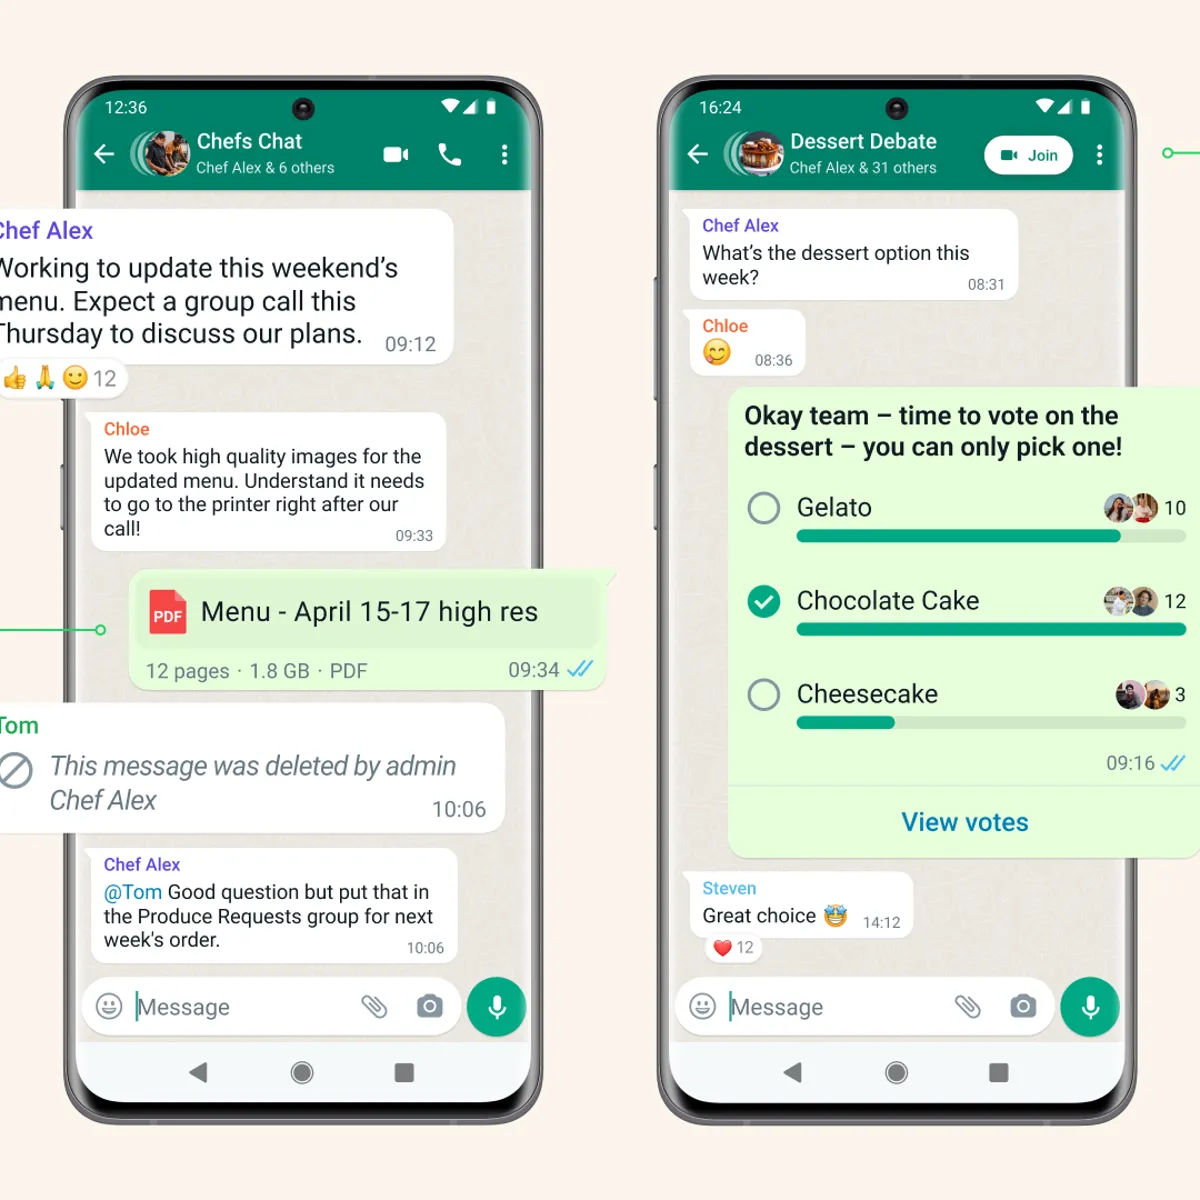 12:36
Chefs Chat
Chef Alex & 6 others
Chef Alex
Working to update this weekend’s
menu. Expect a group call this
Thursday to discuss our plans.
09:12
12
Chloe
We took high quality images for the
updated menu. Understand it needs
to go to the printer right after our
call!
09:33
PDF
Menu - April 15-17 high res
12 pages · 1.8 GB · PDF
09:34
Tom
This message was deleted by admin
Chef Alex
10:06
Chef Alex
@Tom Good question but put that in
the Produce Requests group for next
week's order.
10:06
Message
16:24
Dessert Debate
Chef Alex & 31 others
Join
Chef Alex
What’s the dessert option this
week?
08:31
Chloe
😋
08:36
Okay team – time to vote on the
dessert – you can only pick one!
Gelato
10
Chocolate Cake
12
Cheesecake
3
09:16
View votes
Steven
Great choice 🤩
14:12
❤️ 12
Message